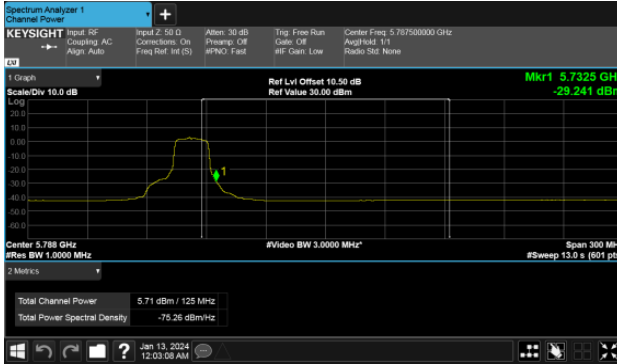 Spectrum Analyzer 1
Channel Power
+
KEYSIGHT
Input: RF
Coupling: AC
Align: Auto
Input Z: 50 Ω
Corrections: On
Freq Ref: Int (S)
Atten: 30 dB
Preamp: Off
#PNO: Fast
Trig: Free Run
Gate: Off
#IF Gain: Low
Center Freq: 5.787500000 GHz
Avg|Hold: 1/1
Radio Std: None
LXI
1 Graph
Scale/Div 10.0 dB
Ref Lvl Offset 10.50 dB
Ref Value 30.00 dBm
Mkr1 5.7325 GH
-29.241 dBm
Log
20.0
10.0
0.00
-10.0
-20.0
-30.0
-40.0
-50.0
-60.0
1
Center 5.788 GHz
#Res BW 1.0000 MHz
#Video BW 3.0000 MHz*
Span 300 MH
#Sweep 13.0 s (601 pts
2 Metrics
Total Channel Power 5.71 dBm / 125 MHz
Total Power Spectral Density -75.26 dBm/Hz
?
Jan 13, 2024
12:03:08 AM